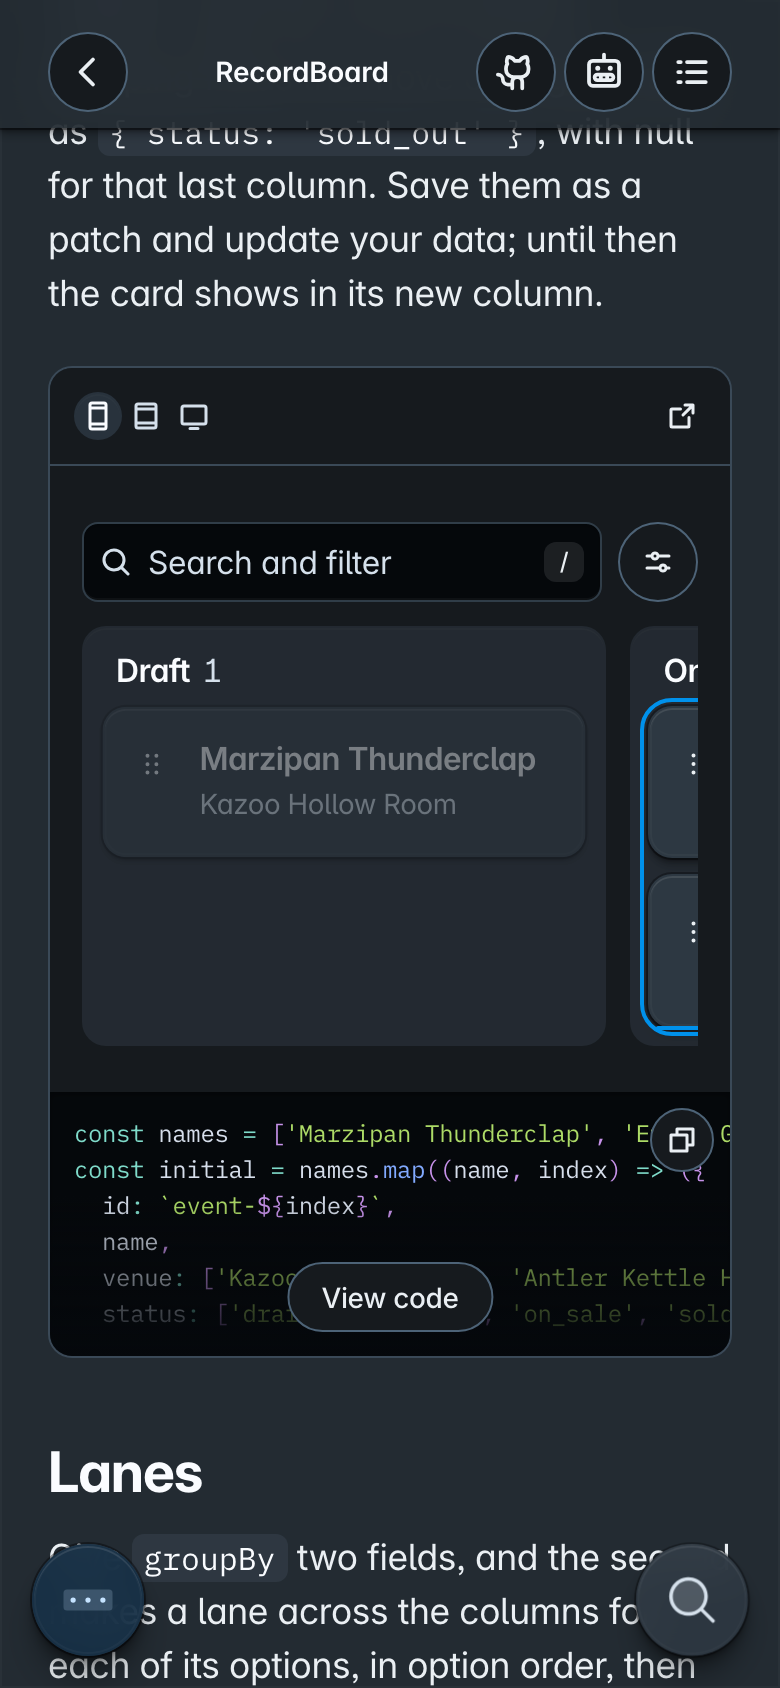 RecordBoard
as { status: 'sold_out' }, with null
for that last column. Save them as a
patch and update your data; until then
the card shows in its new column.
Search and filter /
Draft 1
Marzipan Thunderclap
Kazoo Hollow Room
const names = ['Marzipan Thunderclap', 'E
const initial = names.map((name, index) => ({
id: `event-${index}`,
name,
venue: ['Kazoo 'Antler Kettle H
status: ['draf 'on_sale', 'sold
View code
Lanes
groupBy two fields, and the second
a lane across the columns for
each of its options, in option order, then